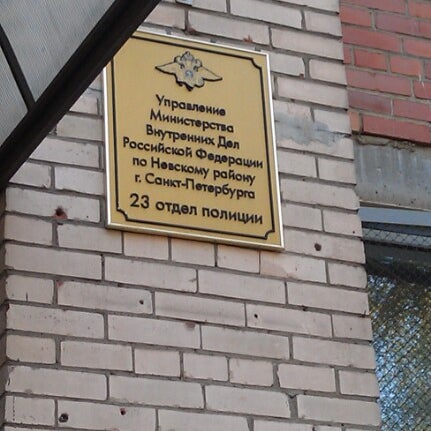 Управление
Министерства
Внутренних Дел
Российской Федерации
по Невскому району
г. Санкт-Петербурга
23 отдел полиции